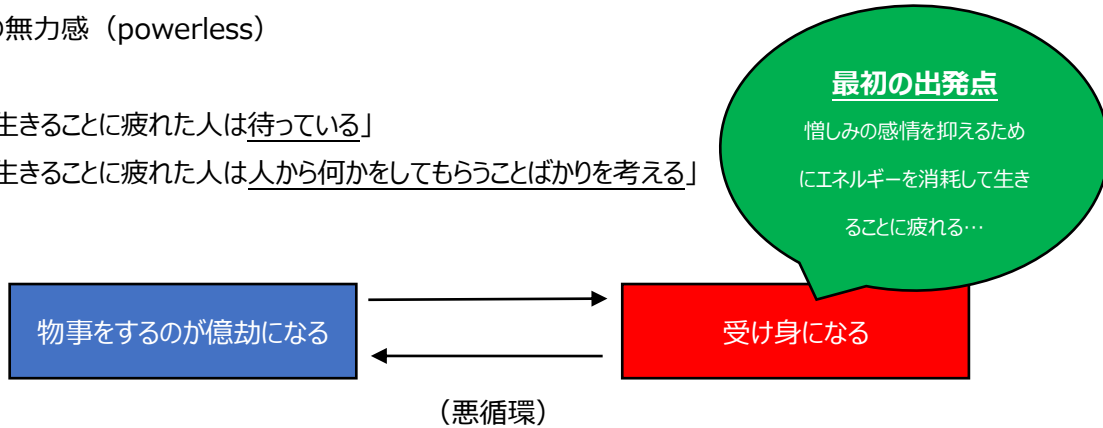 の無力感（powerless）
最初の出発点
生きることに疲れた人は待っている」
憎しみの感情を抑えるため
生きることに疲れた人は人から何かをしてもらうことばかりを考える」
にエネルギーを消耗して生き
ることに疲れる…
物事をするのが億劫になる
受け身になる
（悪循環）